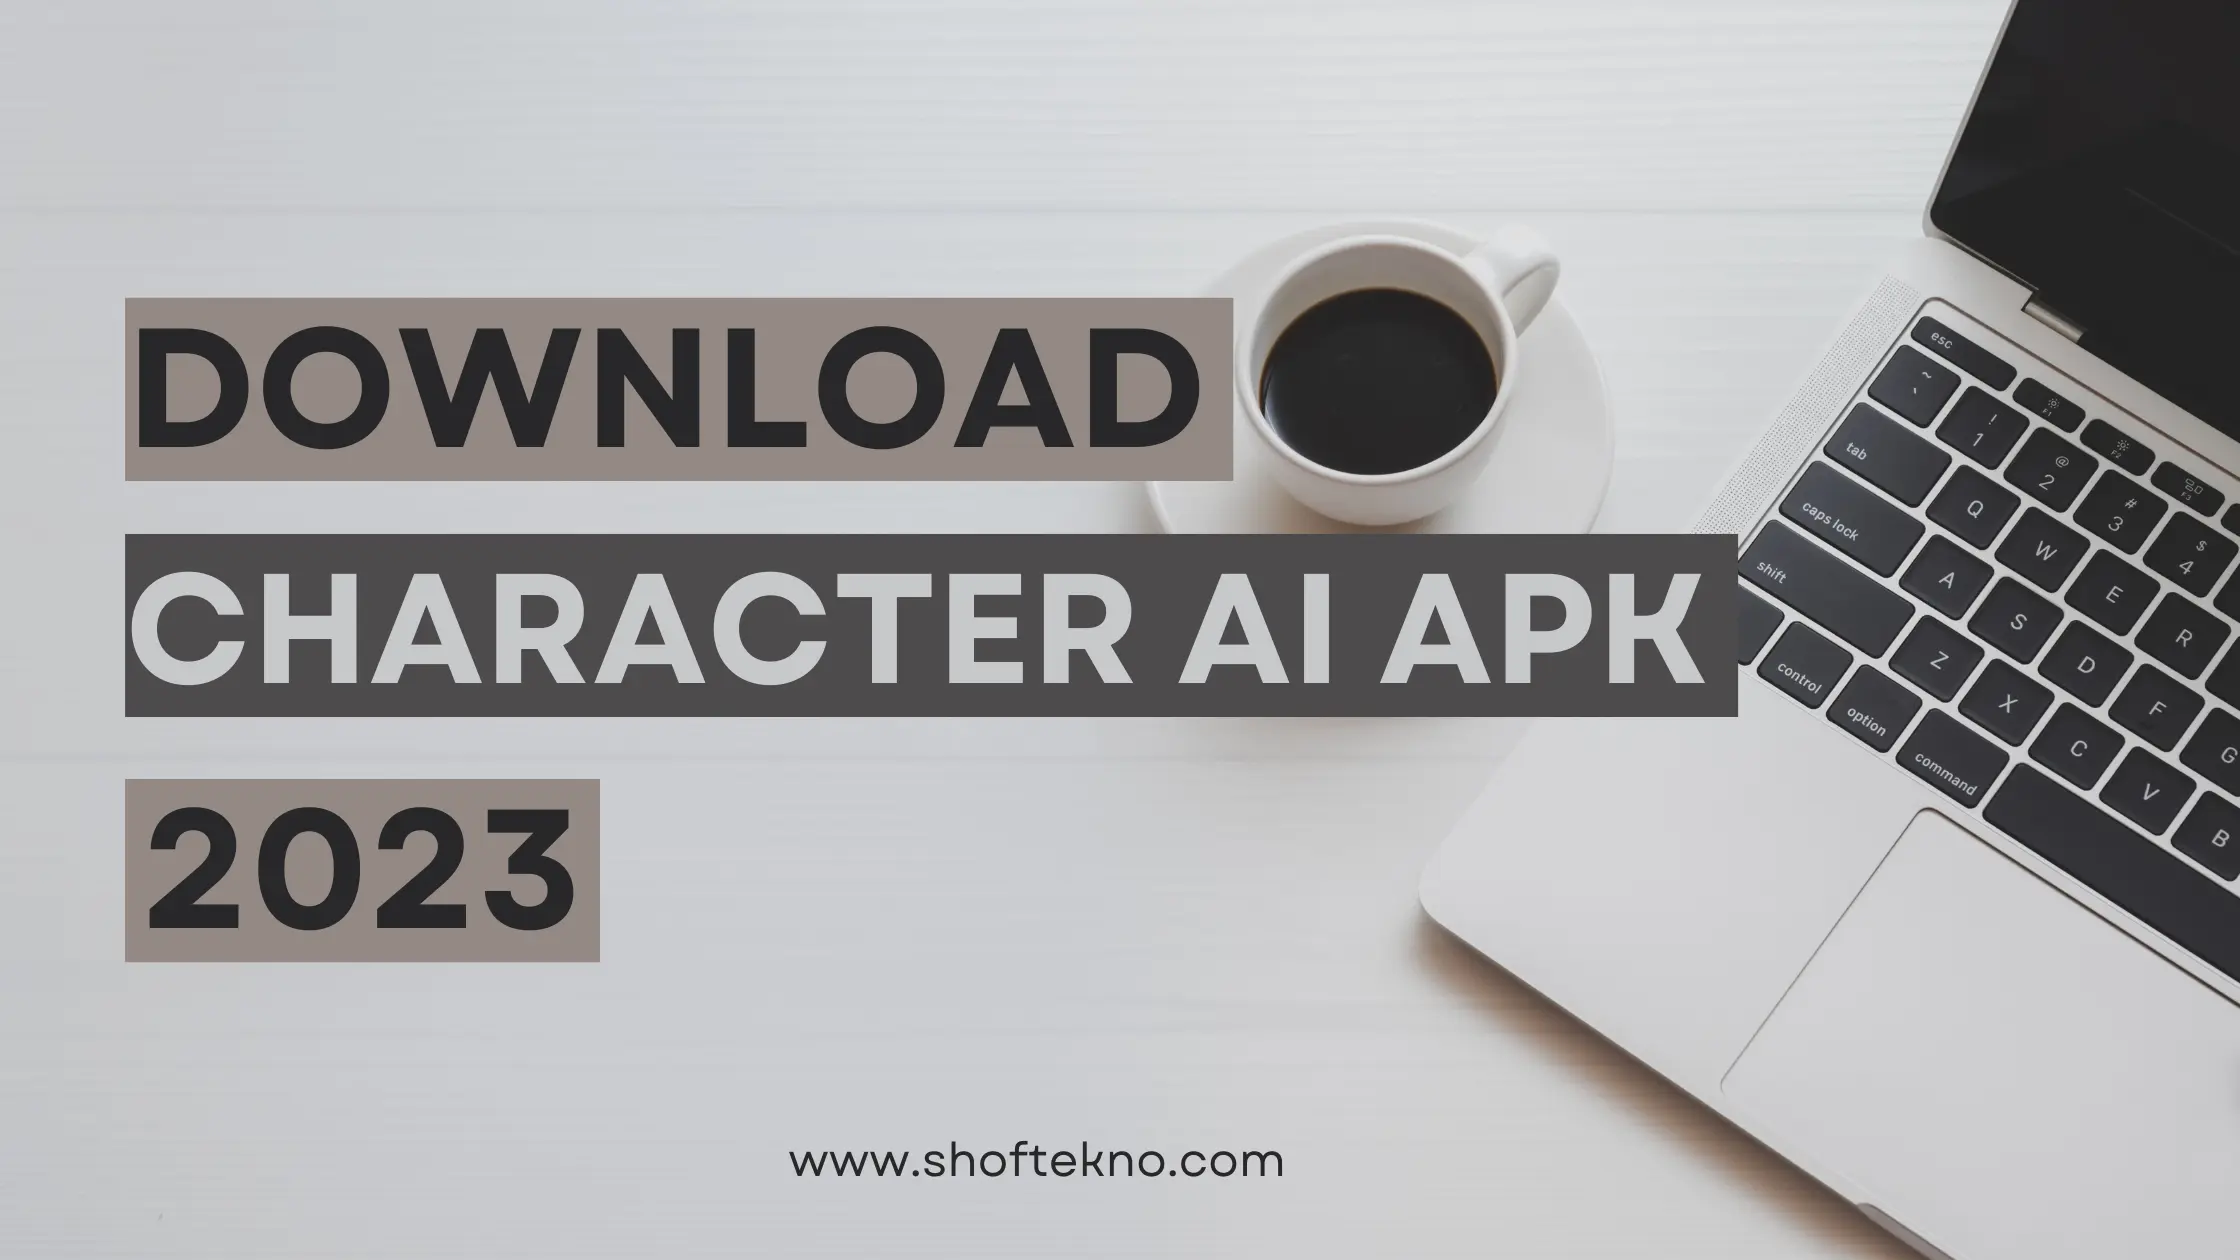 DOWNLOAD
CHARACTER AI APK
2023
www.shoftekno.com
esc
~
`
! 1
@ 2
# 3
$ 4
F1
F2
F3
tab
Q
W
E
R
caps lock
A
S
D
F
G
shift
Z
X
C
V
B
control
option
command